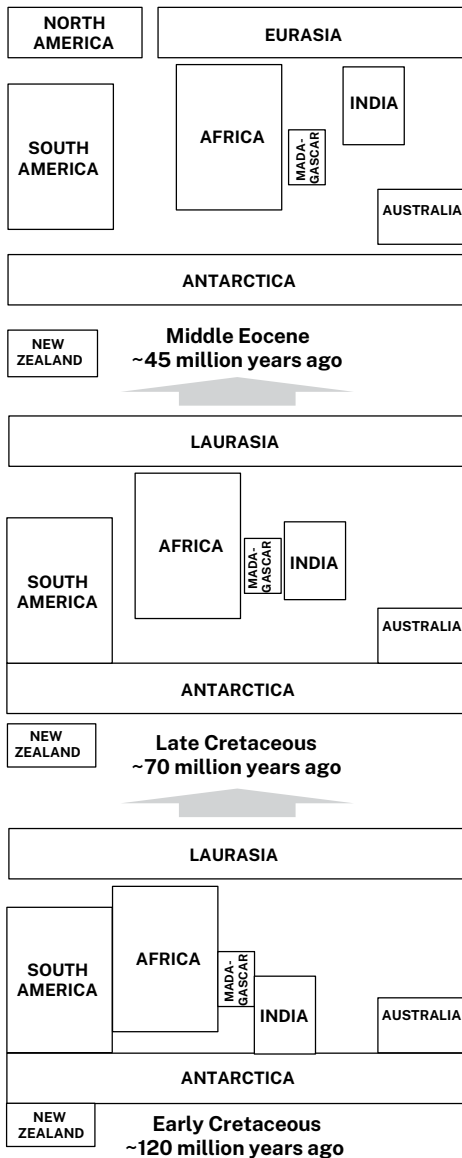 NORTH
AMERICA
EURASIA
SOUTH
AMERICA
AFRICA
MADA-
GASCAR
INDIA
AUSTRALIA
ANTARCTICA
NEW
ZEALAND
Middle Eocene
~45 million years ago
LAURASIA
SOUTH
AMERICA
AFRICA
MADA-
GASCAR
INDIA
AUSTRALIA
ANTARCTICA
NEW
ZEALAND
Late Cretaceous
~70 million years ago
LAURASIA
SOUTH
AMERICA
AFRICA
MADA-
GASCAR
INDIA
AUSTRALIA
ANTARCTICA
NEW
ZEALAND
Early Cretaceous
~120 million years ago